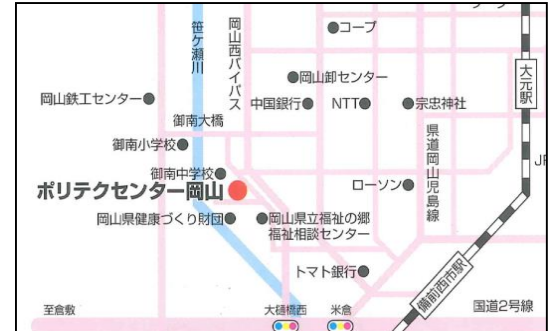 コープ
笹ケ瀬川
岡山西バイパス
岡山卸センター
大元駅
岡山鉄工センター
中国銀行
NTT
宗忠神社
御南大橋
県道岡山児島線
御南小学校
JR
御南中学校
ポリテクセンター岡山
ローソン
岡山県健康づくり財団
岡山県立福祉の郷
福祉相談センター
トマト銀行
備前西市駅
至倉敷
大樋橋西
米倉
国道2号線